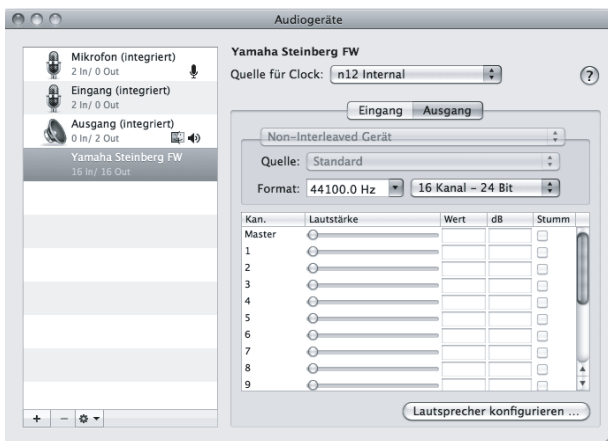 Audiogeräte
Mikrofon (integriert)
2 In/ 0 Out
Eingang (integriert)
2 In/ 0 Out
Ausgang (integriert)
0 In/ 2 Out
Yamaha Steinberg FW
16 In/ 16 Out
+ −
Yamaha Steinberg FW
Quelle für Clock: n12 Internal
?
Eingang Ausgang
Non-Interleaved Gerät
Quelle: Standard
Format: 44100.0 Hz 16 Kanal – 24 Bit
Kan. Lautstärke Wert dB Stumm
Master
1
2
3
4
5
6
7
8
9
Lautsprecher konfigurieren ...